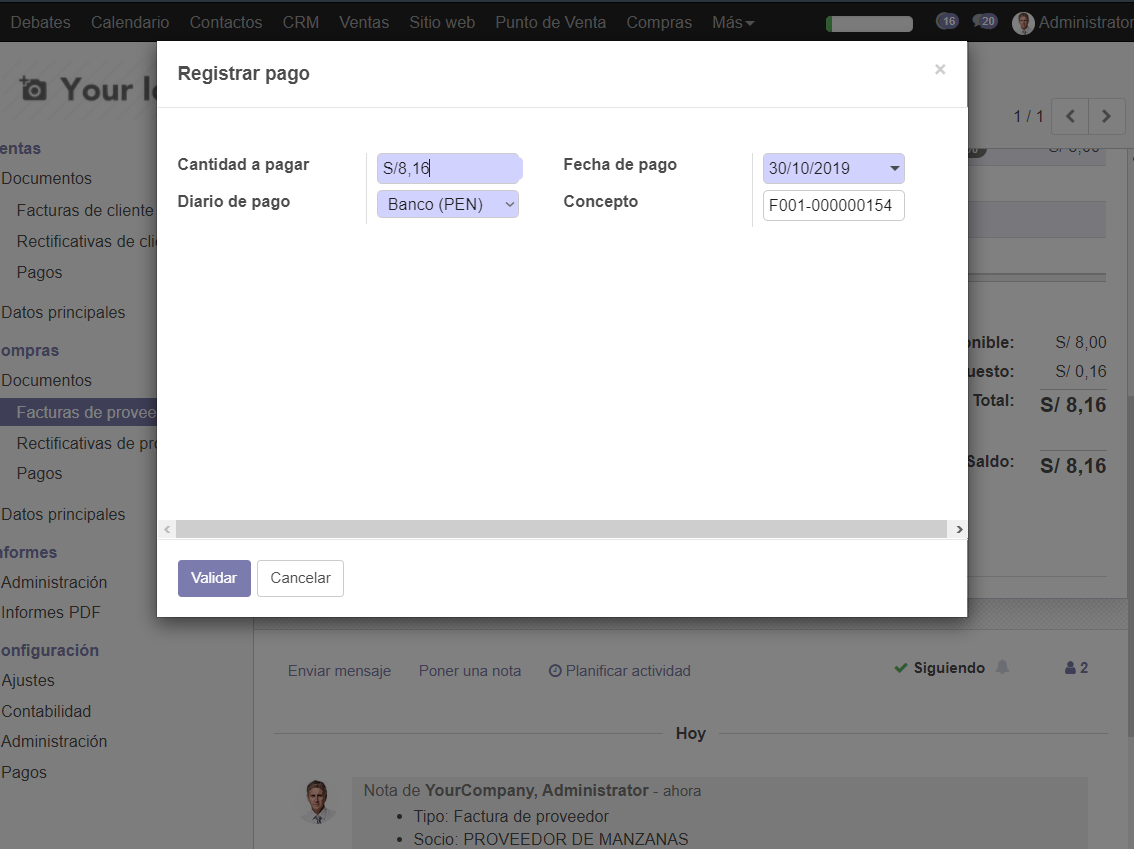 Debates Calendario Contactos CRM Ventas Sitio web Punto de Venta Compras Más 16 20 Administrator
Registrar pago ×
Your l
1 / 1
Cantidad a pagar S/8,16 Fecha de pago 30/10/2019
Diario de pago Banco (PEN) Concepto F001-000000154
entas
Documentos
Facturas de cliente
Rectificativas de clie
Pagos
Datos principales
ompras
Documentos
Facturas de provee
Rectificativas de pro
Pagos
Datos principales
nformes
Administración
Informes PDF
onfiguración
Ajustes
Contabilidad
Administración
Pagos
onible: S/ 8,00
uesto: S/ 0,16
Total: S/ 8,16
Saldo: S/ 8,16
Validar Cancelar
Enviar mensaje Poner una nota Planificar actividad Siguiendo 2
Hoy
Nota de YourCompany, Administrator - ahora
• Tipo: Factura de proveedor
• Socio: PROVEEDOR DE MANZANAS